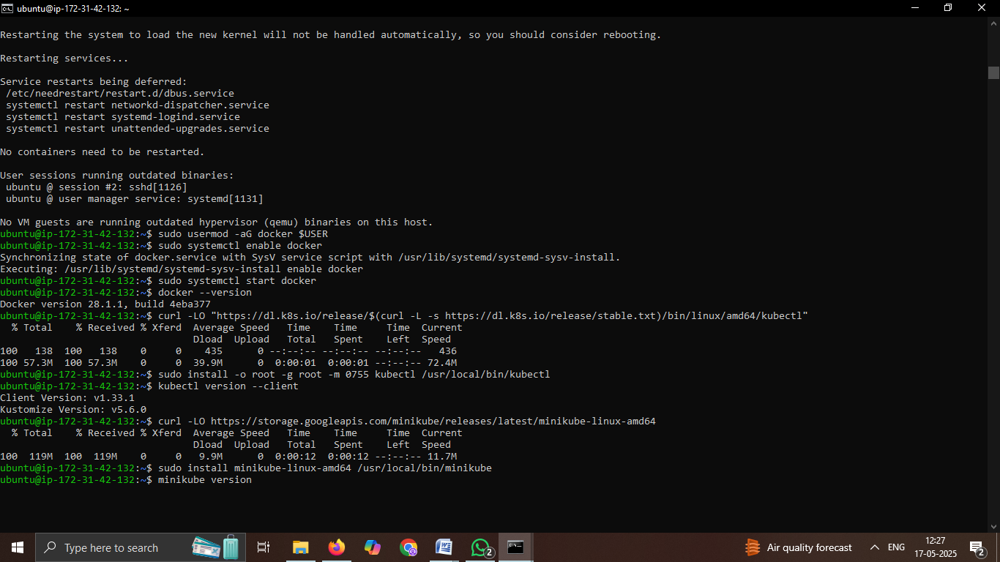 ubuntu@ip-172-31-42-132: ~
Restarting the system to load the new kernel will not be handled automatically, so you should consider rebooting.
Restarting services...
Service restarts being deferred:
/etc/needrestart/restart.d/dbus.service
systemctl restart networkd-dispatcher.service
systemctl restart systemd-logind.service
systemctl restart unattended-upgrades.service
No containers need to be restarted.
User sessions running outdated binaries:
ubuntu @ session #2: sshd[1126]
ubuntu @ user manager service: systemd[1131]
No VM guests are running outdated hypervisor (qemu) binaries on this host.
ubuntu@ip-172-31-42-132:~$ sudo usermod -aG docker $USER
ubuntu@ip-172-31-42-132:~$ sudo systemctl enable docker
Synchronizing state of docker.service with SysV service script with /usr/lib/systemd/systemd-sysv-install.
Executing: /usr/lib/systemd/systemd-sysv-install enable docker
ubuntu@ip-172-31-42-132:~$ sudo systemctl start docker
ubuntu@ip-172-31-42-132:~$ docker --version
Docker version 28.1.1, build 4eba377
ubuntu@ip-172-31-42-132:~$ curl -LO "https://dl.k8s.io/release/$(curl -L -s https://dl.k8s.io/release/stable.txt)/bin/linux/amd64/kubectl"
% Total    % Received % Xferd  Average Speed   Time    Time     Time  Current
Dload  Upload   Total   Spent    Left  Speed
100   138  100   138    0     0    435      0 --:--:-- --:--:-- --:--:--   436
100 57.3M  100 57.3M    0     0  39.9M      0  0:00:01  0:00:01 --:--:-- 72.4M
ubuntu@ip-172-31-42-132:~$ sudo install -o root -g root -m 0755 kubectl /usr/local/bin/kubectl
ubuntu@ip-172-31-42-132:~$ kubectl version --client
Client Version: v1.33.1
Kustomize Version: v5.6.0
ubuntu@ip-172-31-42-132:~$ curl -LO https://storage.googleapis.com/minikube/releases/latest/minikube-linux-amd64
% Total    % Received % Xferd  Average Speed   Time    Time     Time  Current
Dload  Upload   Total   Spent    Left  Speed
100  119M  100  119M    0     0   9.9M      0  0:00:12  0:00:12 --:--:-- 11.7M
ubuntu@ip-172-31-42-132:~$ sudo install minikube-linux-amd64 /usr/local/bin/minikube
ubuntu@ip-172-31-42-132:~$ minikube version
Type here to search
2
Air quality forecast
ENG
12:27
17-05-2025
2